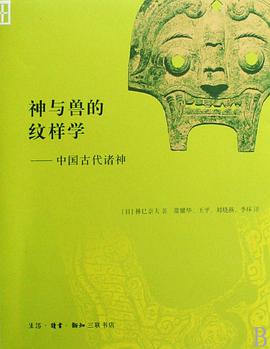 神与兽的
纹样学
——中国古代诸神
[日]林巳奈夫 著 常耀华、王平、刘晓燕、李环 译
生活·讀書·新知 三联书店